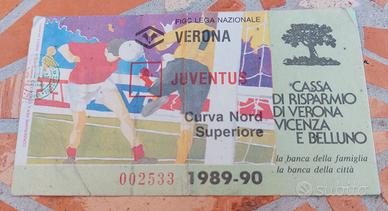 FIGC LEGA NAZIONALE
VERONA
JUVENTUS
Curva Nord
Superiore
002533
1989-90
CASSA
DI RISPARMIO
DI VERONA
VICENZA
E BELLUNO
la banca della famiglia
la banca della città
subito